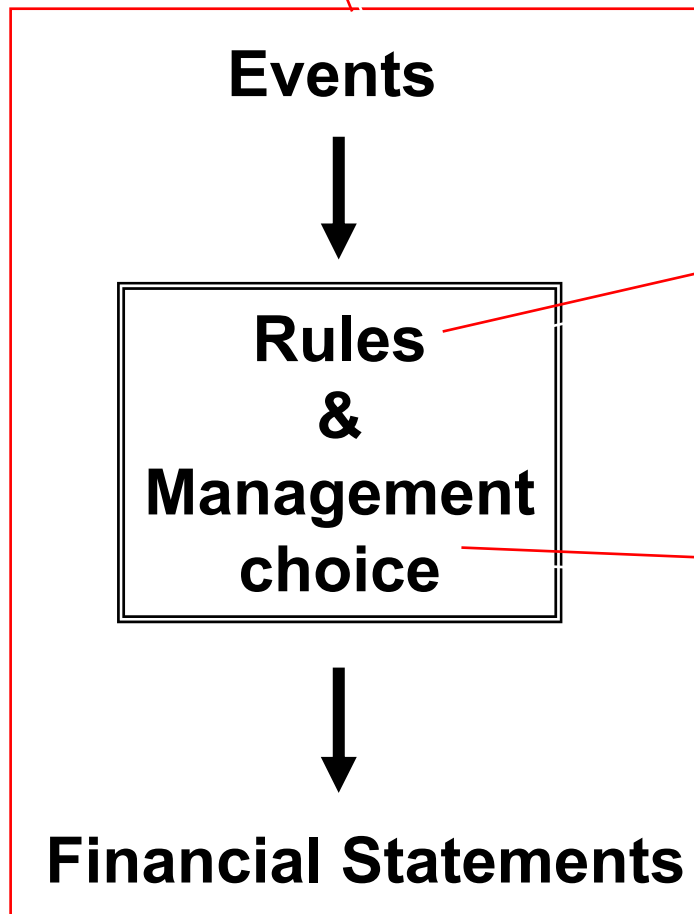 Events
Rules
&
Management
choice
Financial Statements